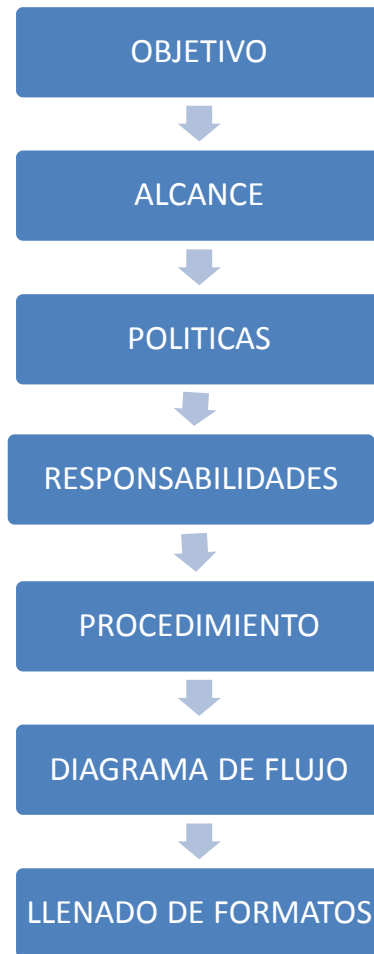 OBJETIVO
ALCANCE
POLITICAS
RESPONSABILIDADES
PROCEDIMIENTO
DIAGRAMA DE FLUJO
LLENADO DE FORMATOS